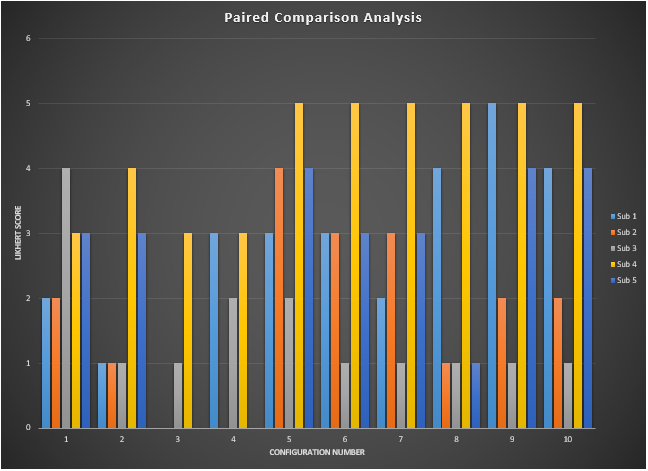 Paired Comparison Analysis
6
5
4
3
2
1
0
LIKHERT SCORE
1 2 3 4 5 6 7 8 9 10
CONFIGURATION NUMBER
Sub 1
Sub 2
Sub 3
Sub 4
Sub 5